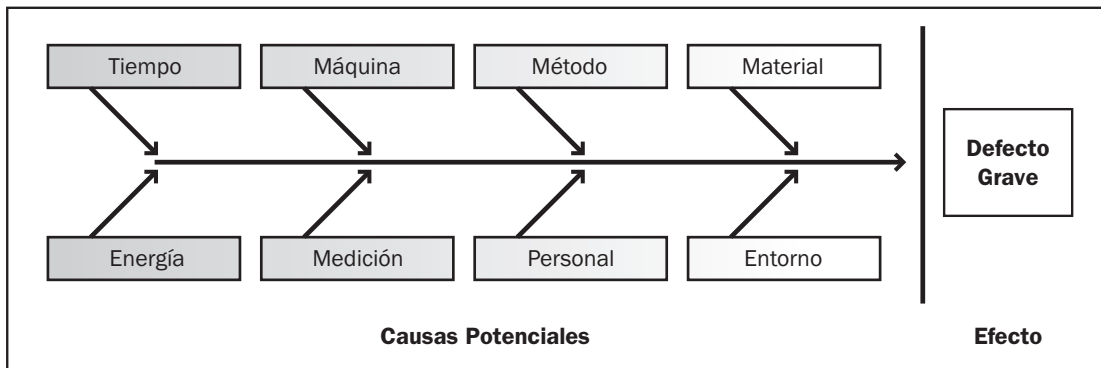 Tiempo
Máquina
Método
Material
Defecto
Grave
Energía
Medición
Personal
Entorno
Causas Potenciales
Efecto